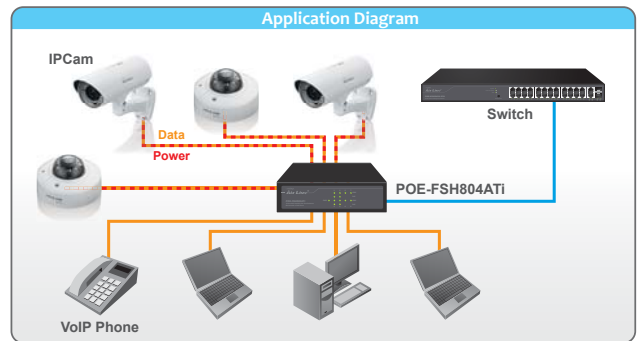 Application Diagram
IPCam
Switch
Data
Power
POE-FSH804ATi
VoIP Phone